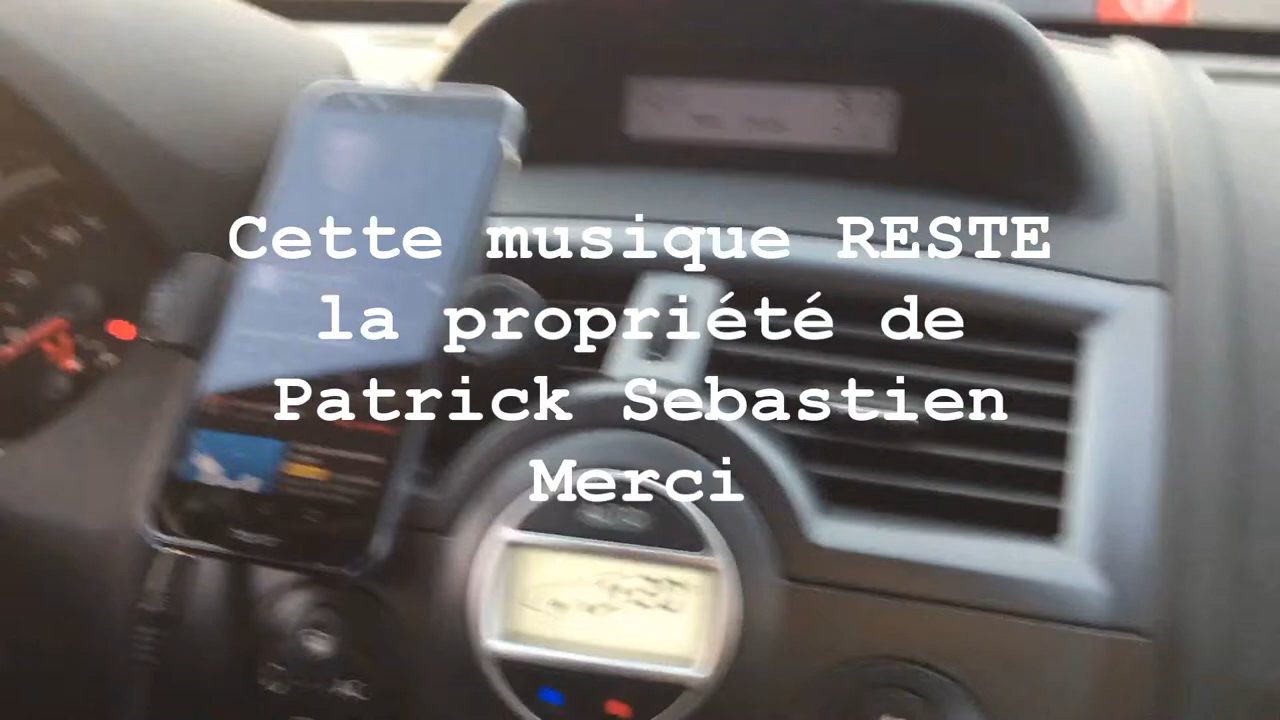 Cette musique RESTE
la propriété de
Patrick Sebastien
Merci